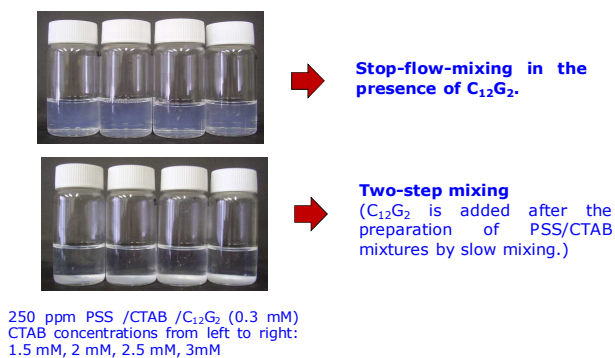 Stop-flow-mixing in the
presence of C₁₂G₂.
Two-step mixing
(C₁₂G₂ is added after the
preparation of PSS/CTAB
mixtures by slow mixing.)
250 ppm PSS /CTAB /C₁₂G₂ (0.3 mM)
CTAB concentrations from left to right:
1.5 mM, 2 mM, 2.5 mM, 3mM